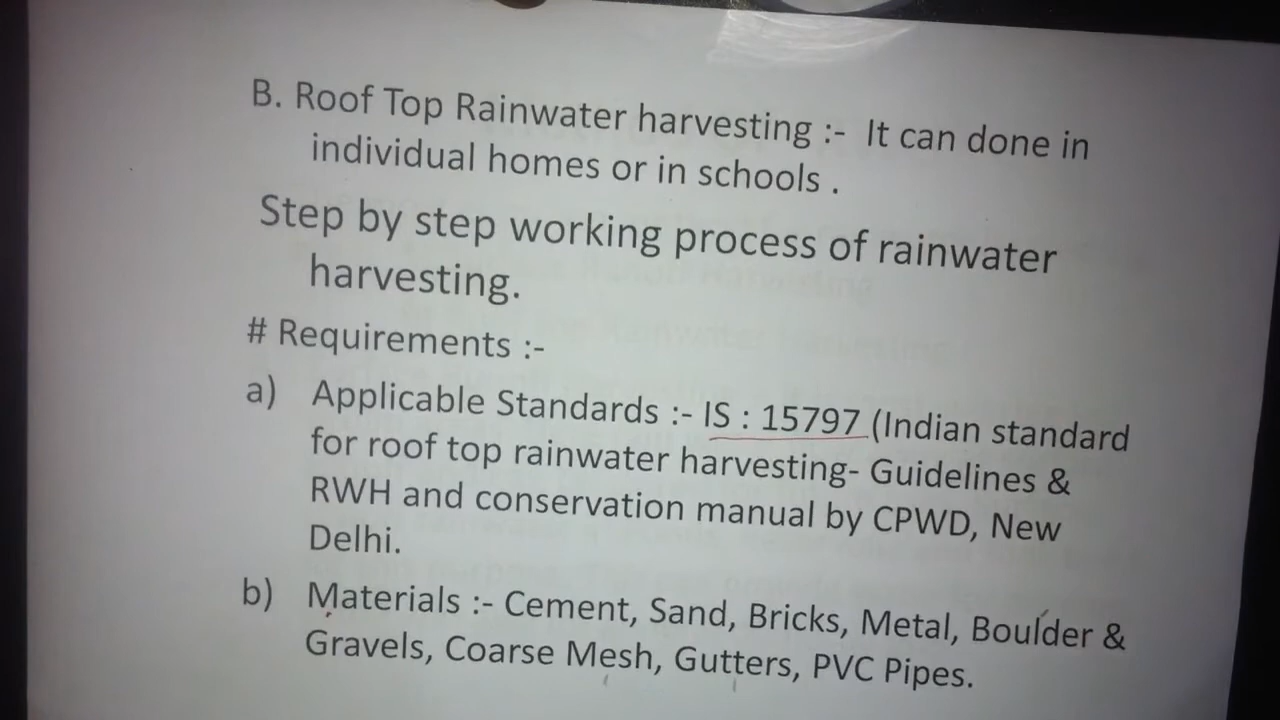 B. Roof Top Rainwater harvesting :- It can done in
individual homes or in schools .
Step by step working process of rainwater
harvesting.
# Requirements :-
a) Applicable Standards :- IS : 15797 (Indian standard
for roof top rainwater harvesting- Guidelines &
RWH and conservation manual by CPWD, New
Delhi.
b) Materials :- Cement, Sand, Bricks, Metal, Boulder &
Gravels, Coarse Mesh, Gutters, PVC Pipes.